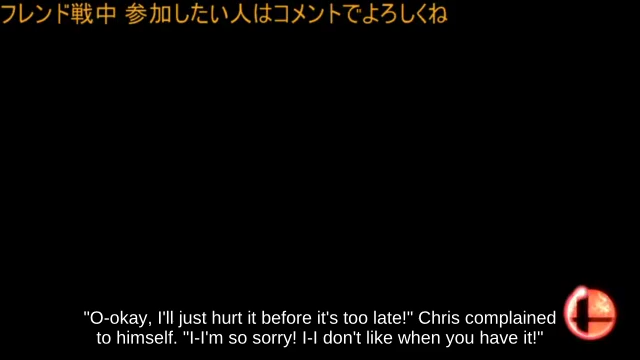 フレンド戦中 参加したい人はコメントでよろしくね
"O-okay, I'll just hurt it before it's too late!" Chris complained
to himself. "I-I'm so sorry! I-I don't like when you have it!"